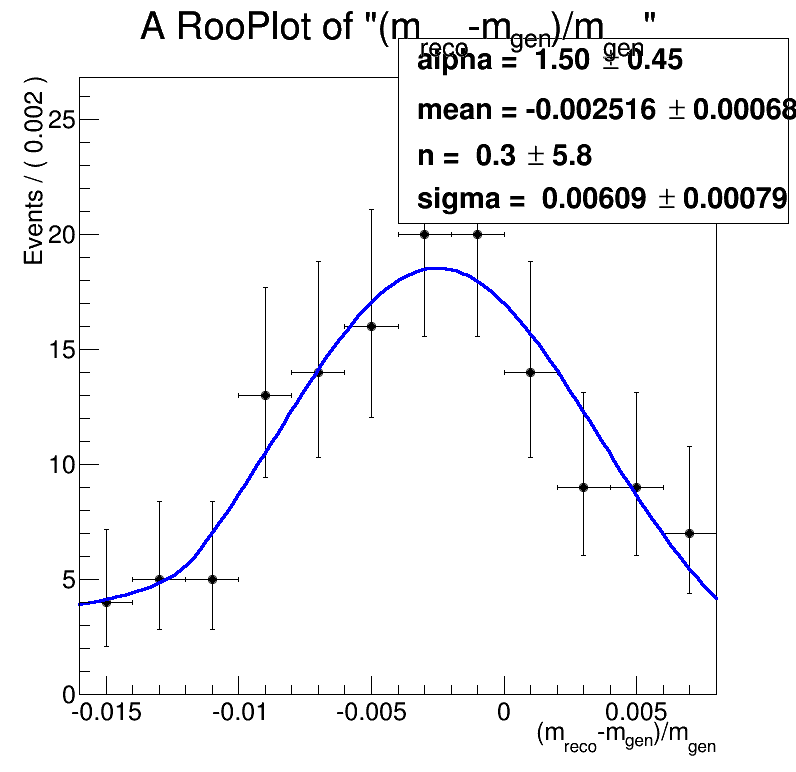 A RooPlot of "(m_reco-m_gen)/m_gen"
alpha = 1.50 ± 0.45
mean = -0.002516 ± 0.00068
n = 0.3 ± 5.8
sigma = 0.00609 ± 0.00079
Events / ( 0.002 )
25
20
15
10
5
0
-0.015 -0.01 -0.005 0 0.005
(m_reco-m_gen)/m_gen